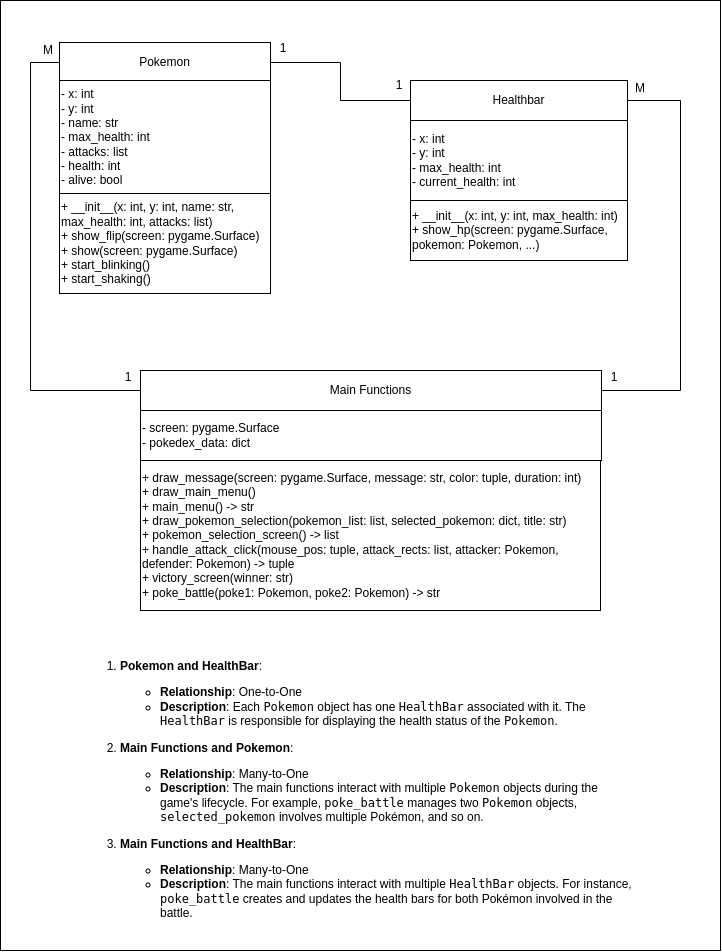 M
Pokemon
1
- x: int
- y: int
- name: str
- max_health: int
- attacks: list
- health: int
- alive: bool
+ __init__(x: int, y: int, name: str,
max_health: int, attacks: list)
+ show_flip(screen: pygame.Surface)
+ show(screen: pygame.Surface)
+ start_blinking()
+ start_shaking()
1
Healthbar
M
- x: int
- y: int
- max_health: int
- current_health: int
+ __init__(x: int, y: int, max_health: int)
+ show_hp(screen: pygame.Surface,
pokemon: Pokemon, ...)
1
Main Functions
1
- screen: pygame.Surface
- pokedex_data: dict
+ draw_message(screen: pygame.Surface, message: str, color: tuple, duration: int)
+ draw_main_menu()
+ main_menu() -> str
+ draw_pokemon_selection(pokemon_list: list, selected_pokemon: dict, title: str)
+ pokemon_selection_screen() -> list
+ handle_attack_click(mouse_pos: tuple, attack_rects: list, attacker: Pokemon,
defender: Pokemon) -> tuple
+ victory_screen(winner: str)
+ poke_battle(poke1: Pokemon, poke2: Pokemon) -> str
1. Pokemon and HealthBar:
Relationship: One-to-One
Description: Each Pokemon object has one HealthBar associated with it. The
HealthBar is responsible for displaying the health status of the Pokemon.
2. Main Functions and Pokemon:
Relationship: Many-to-One
Description: The main functions interact with multiple Pokemon objects during the
game's lifecycle. For example, poke_battle manages two Pokemon objects,
selected_pokemon involves multiple Pokémon, and so on.
3. Main Functions and HealthBar:
Relationship: Many-to-One
Description: The main functions interact with multiple HealthBar objects. For instance,
poke_battle creates and updates the health bars for both Pokémon involved in the
battle.